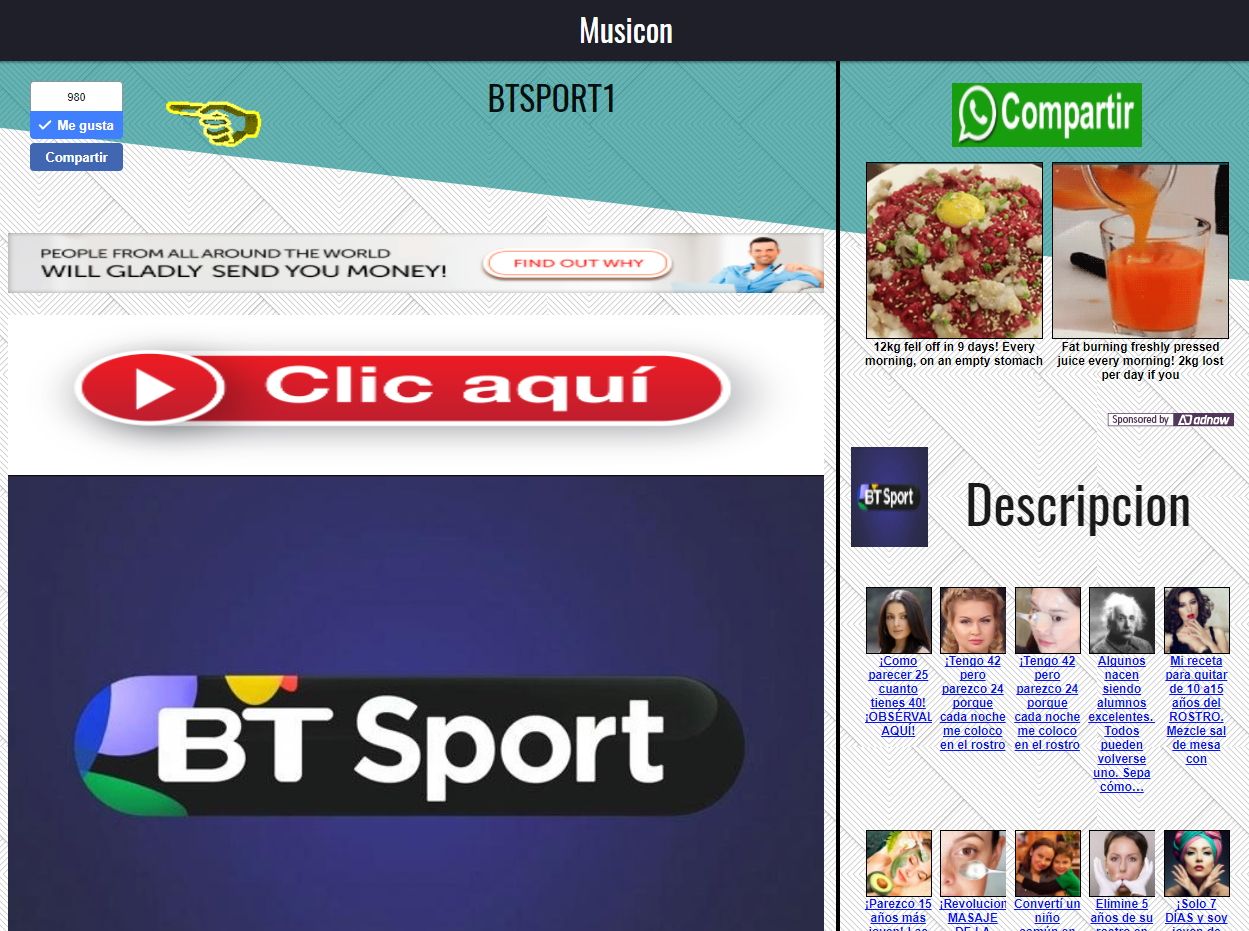 Musicon
980
Me gusta
Compartir
BTSPORT1
PEOPLE FROM ALL AROUND THE WORLD
WILL GLADLY SEND YOU MONEY!
FIND OUT WHY
Clic aquí
BT Sport
Compartir
12kg fell off in 9 days! Every
morning, on an empty stomach
Fat burning freshly pressed
juice every morning! 2kg lost
per day if you
Sponsored by adnow
BT Sport
Descripcion
¡Como
parecer 25
cuanto
tienes 40!
¡OBSÉRVAL
AQUÍ!
¡Tengo 42
pero
parezco 24
porque
cada noche
me coloco
en el rostro
¡Tengo 42
pero
parezco 24
porque
cada noche
me coloco
en el rostro
Algunos
nacen
siendo
alumnos
excelentes.
Todos
pueden
volverse
uno. Sepa
cómo...
Mi receta
para quitar
de 10 a15
años del
ROSTRO.
Mezcle sal
de mesa
con
¡Parezco 15
años más
¡Revolucion
MASAJE
DE LA
Convertí un
niño
común en
Elimine 5
años de su
rostro en
¡Solo 7
DÍAS y soy
joven de